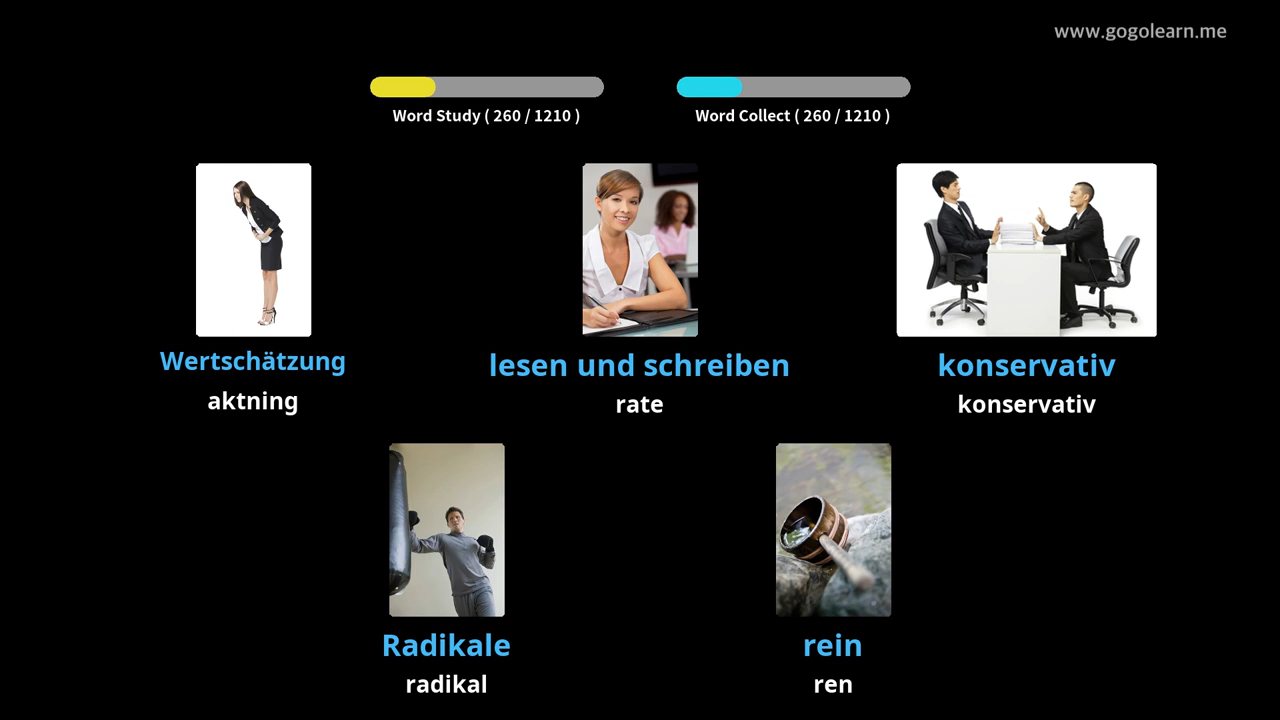 www.gogolearn.me
Word Study ( 260 / 1210 )
Word Collect ( 260 / 1210 )
Wertschätzung
aktning
lesen und schreiben
rate
konservativ
konservativ
Radikale
radikal
rein
ren